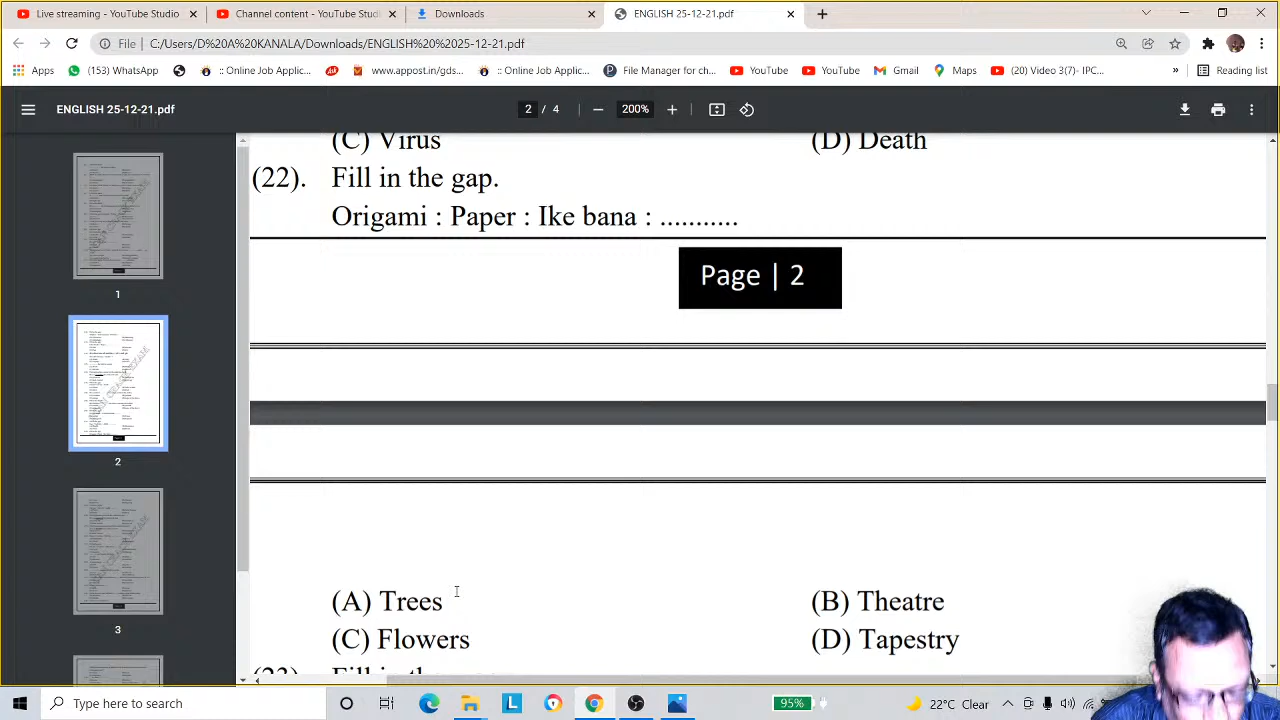 Live streaming - YouTube Studio
Channel content - YouTube Studio
Downloads
ENGLISH 25-12-21.pdf
File | C:/Users/D%20A%20KANALA/Downloads/ENGLISH%20%2025-12-21.pdf
Apps
(153) WhatsApp
:: Online Job Applic...
www.appost.in/gd...
:: Online Job Applic...
File Manager for ch...
YouTube
YouTube
Gmail
Maps
(20) Video 3(7)- IPC...
»
Reading list
ENGLISH 25-12-21.pdf
2 / 4
200%
(C) Virus
(D) Death
(22). Fill in the gap.
Origami : Paper : Ike bana : ...........
Page | 2
(A) Trees
(B) Theatre
(C) Flowers
(D) Tapestry
1
2
3
Type here to search
95%
22°C Clear